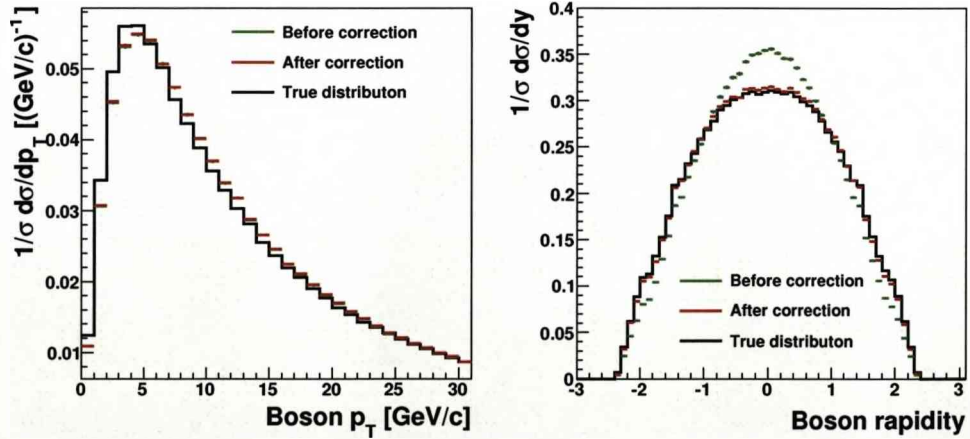 1/σ dσ/dp_T [(GeV/c)^-1]
0.05
0.04
0.03
0.02
0.01
Before correction
After correction
True distributon
0 5 10 15 20 25 30
Boson p_T [GeV/c]
1/σ dσ/dy
0.4
0.35
0.3
0.25
0.2
0.15
0.1
0.05
0
Before correction
After correction
True distributon
-3 -2 -1 0 1 2 3
Boson rapidity